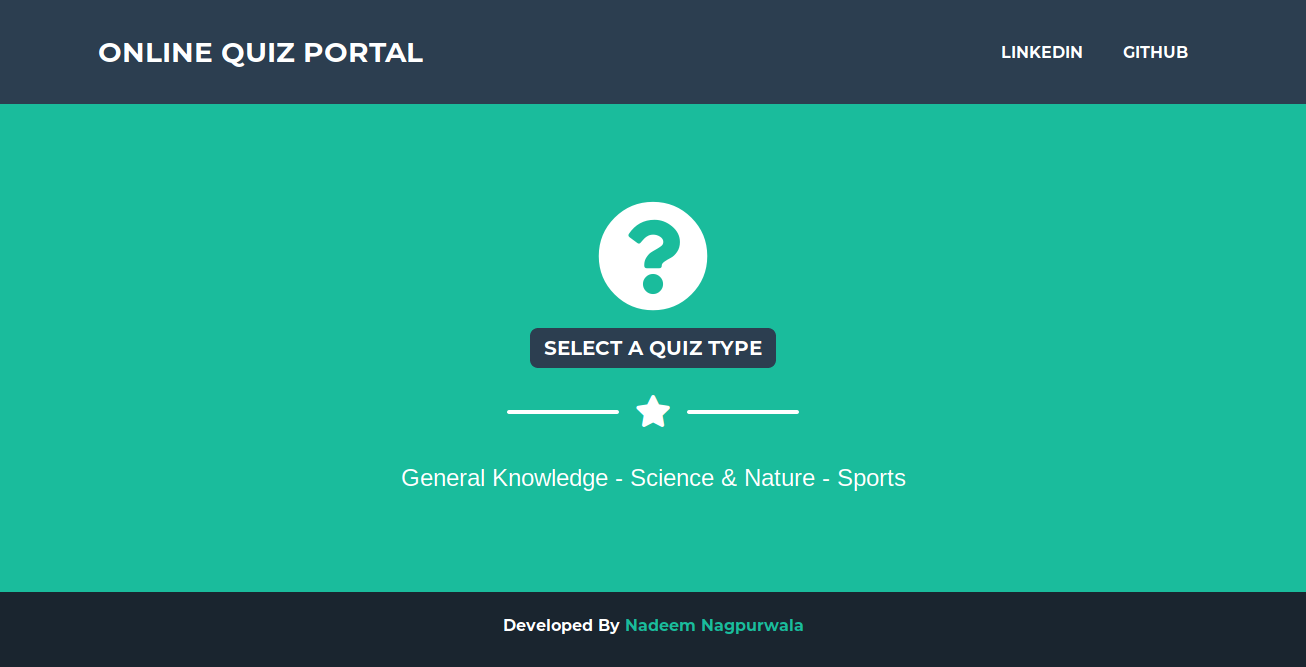 ONLINE QUIZ PORTAL LINKEDIN GITHUB
SELECT A QUIZ TYPE
General Knowledge - Science & Nature - Sports
Developed By Nadeem Nagpurwala